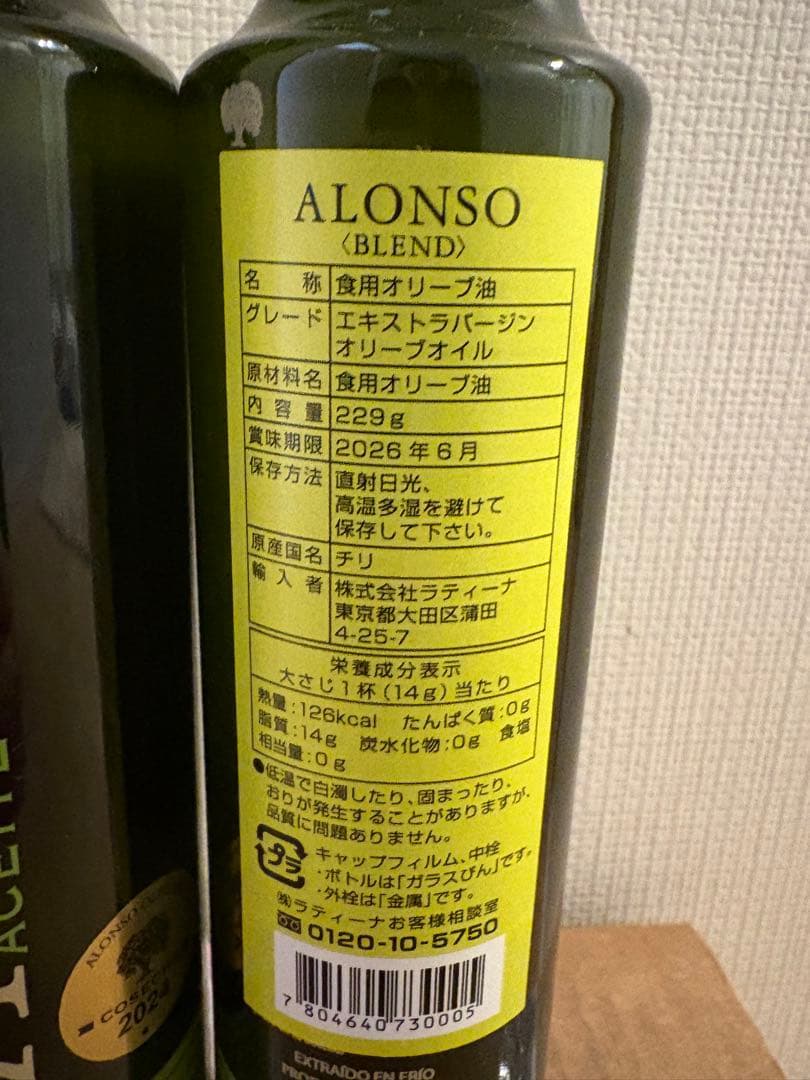 ALONSO
〈BLEND〉
名称 食用オリーブ油
グレード エキストラバージン
オリーブオイル
原材料名 食用オリーブ油
内容量 229g
賞味期限 2026年6月
保存方法 直射日光、
高温多湿を避けて
保存して下さい。
原産国名 チリ
輸入者 株式会社ラティーナ
東京都大田区蒲田
4-25-7
栄養成分表示
大さじ1杯(14g)当たり
熱量:126kcal たんぱく質:0g
脂質:14g 炭水化物:0g 食塩
相当量:0g
●低温で白濁したり、固まったり、
おりが発生することがありますが、
品質に問題ありません。
プラ
キャップフィルム、中栓
・ボトルは「ガラスびん」です。
・外栓は「金属」です。
㈱ラティーナお客様相談室
0120-10-5750
7 804640 730005
EXTRAÍDO EN FRÍO
ACEITE
ALONSO
COSECHA
2024